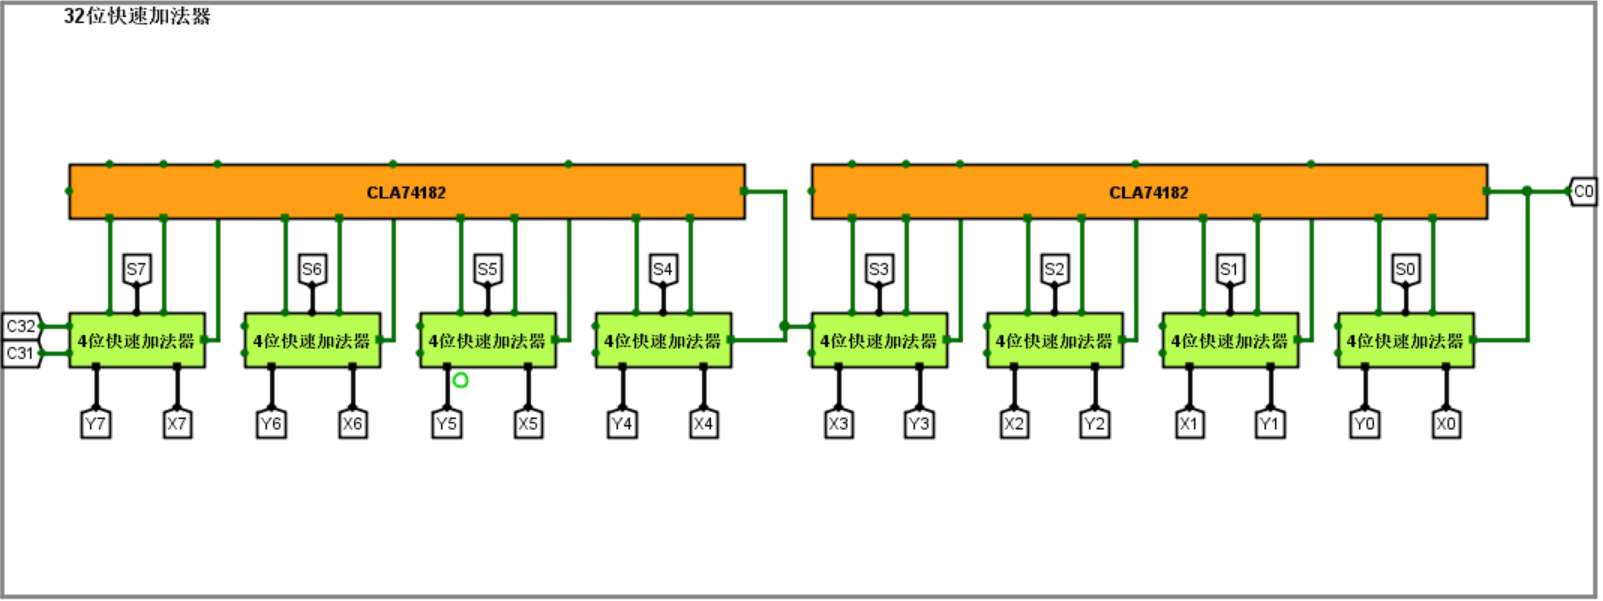 32位快速加法器
CLA74182 CLA74182 C0
S7 S6 S5 S4 S3 S2 S1 S0
C32
4位快速加法器 4位快速加法器 4位快速加法器 4位快速加法器 4位快速加法器 4位快速加法器 4位快速加法器 4位快速加法器
C31
Y7 X7 Y6 X6 Y5 X5 Y4 X4 X3 Y3 X2 Y2 X1 Y1 Y0 X0